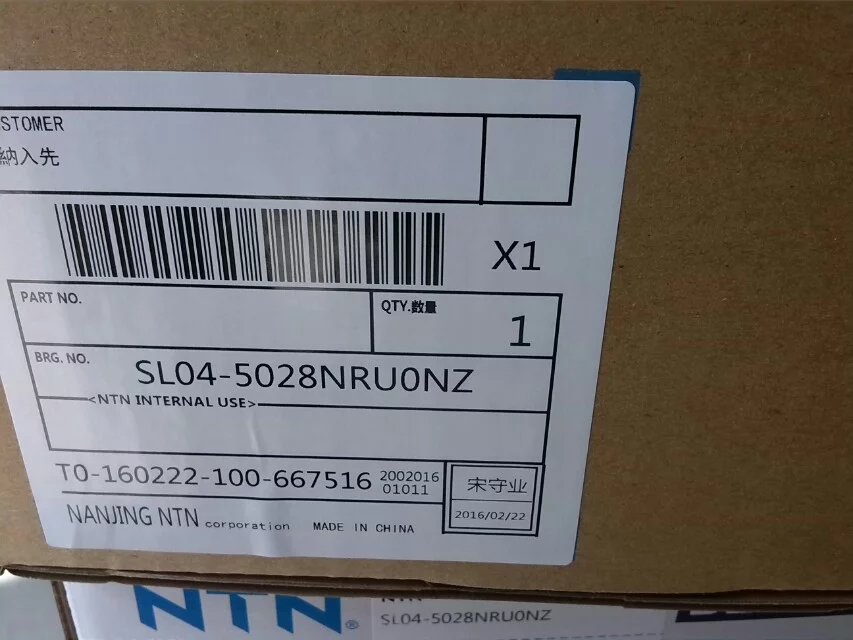 STOMER
納入先
X1
PART NO.
QTY.数量
1
BRG. NO.
SL04-5028NRU0NZ
<NTN INTERNAL USE>
T0-160222-100-667516
2002016
01011
宋守业
2016/02/22
NANJING NTN corporation MADE IN CHINA
NTN®
NTN
SL04-5028NRU0NZ